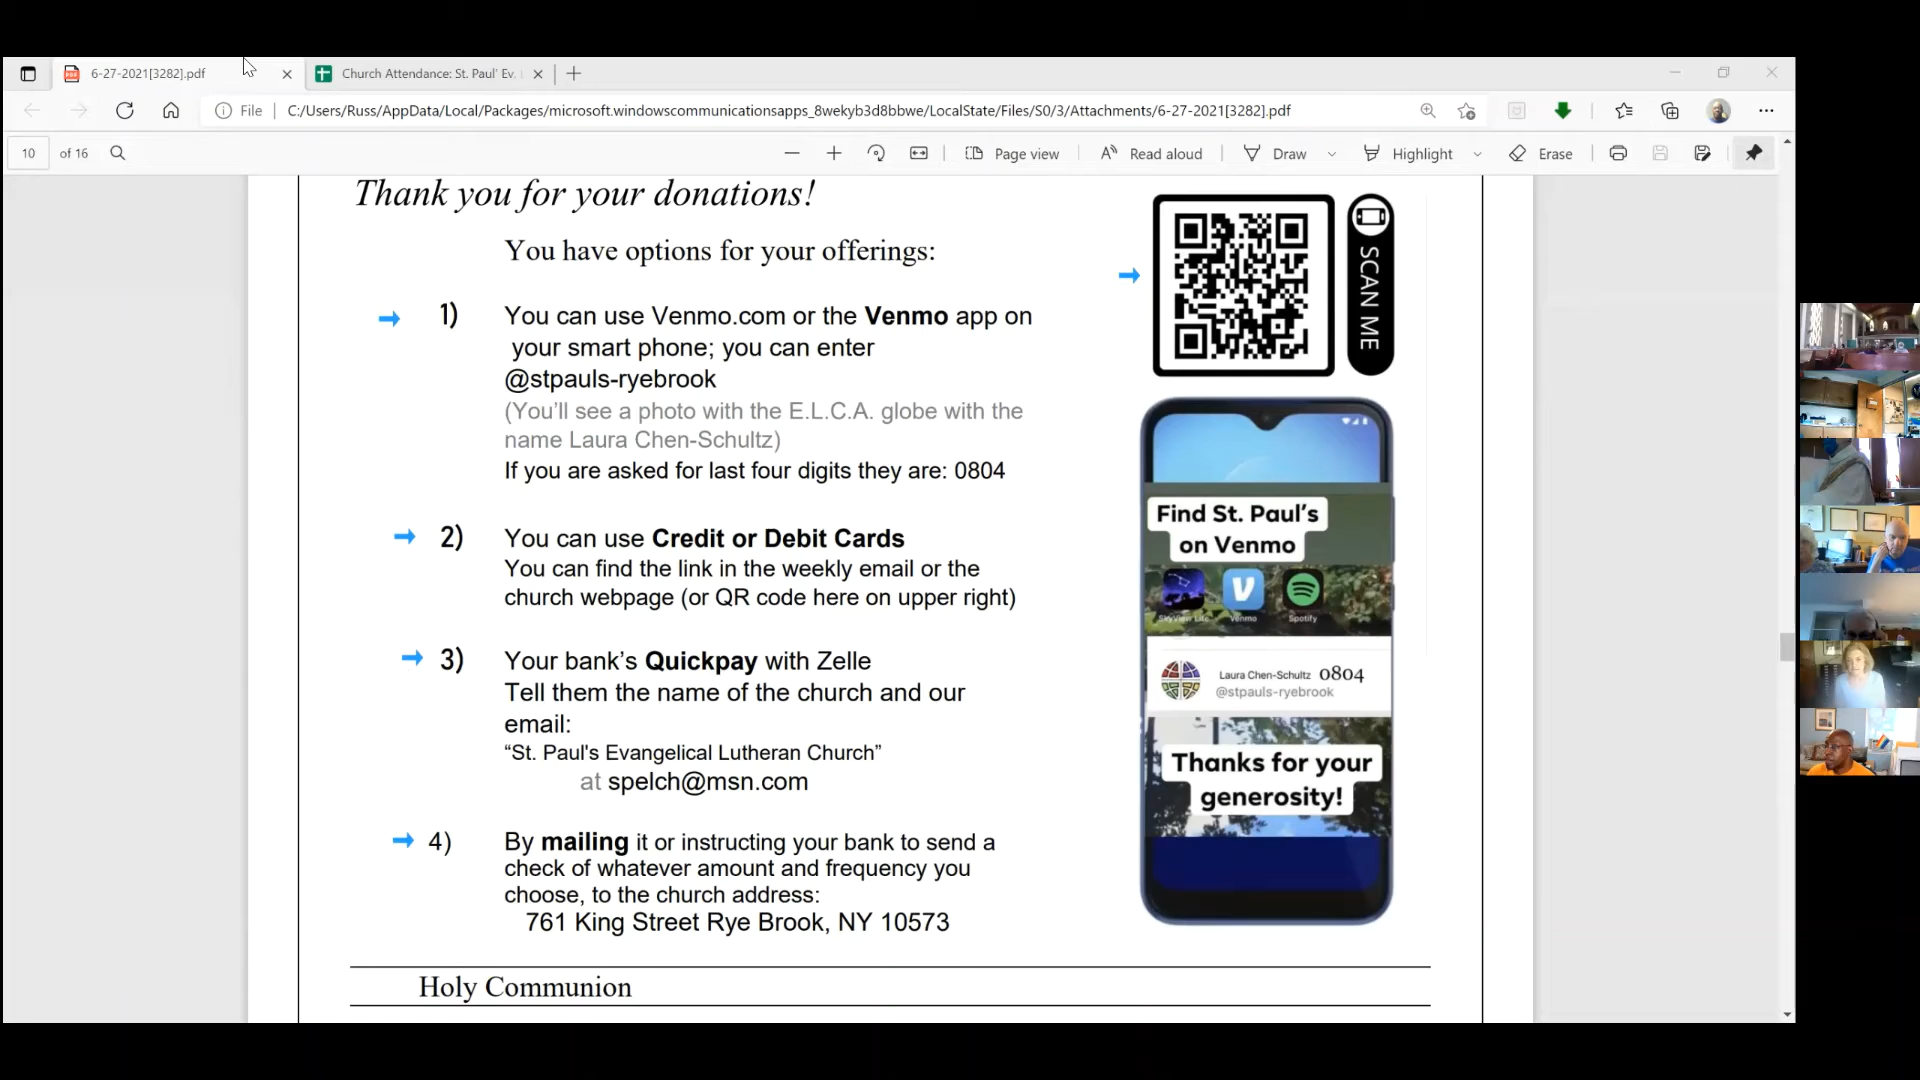 6-27-2021[3282].pdf
Church Attendance: St. Paul' Ev. L
File
C:/Users/Russ/AppData/Local/Packages/microsoft.windowscommunicationsapps_8wekyb3d8bbwe/LocalState/Files/S0/3/Attachments/6-27-2021[3282].pdf
10 of 16
Page view
Read aloud
Draw
Highlight
Erase
Thank you for your donations!
You have options for your offerings:
1) You can use Venmo.com or the Venmo app on
your smart phone; you can enter
@stpauls-ryebrook
(You’ll see a photo with the E.L.C.A. globe with the
name Laura Chen-Schultz)
If you are asked for last four digits they are: 0804
2) You can use Credit or Debit Cards
You can find the link in the weekly email or the
church webpage (or QR code here on upper right)
3) Your bank’s Quickpay with Zelle
Tell them the name of the church and our
email:
“St. Paul's Evangelical Lutheran Church”
at spelch@msn.com
4) By mailing it or instructing your bank to send a
check of whatever amount and frequency you
choose, to the church address:
761 King Street Rye Brook, NY 10573
SCAN ME
Find St. Paul’s
on Venmo
SkyView Lite Venmo Spotify
Laura Chen-Schultz 0804
@stpauls-ryebrook
Thanks for your
generosity!
Holy Communion